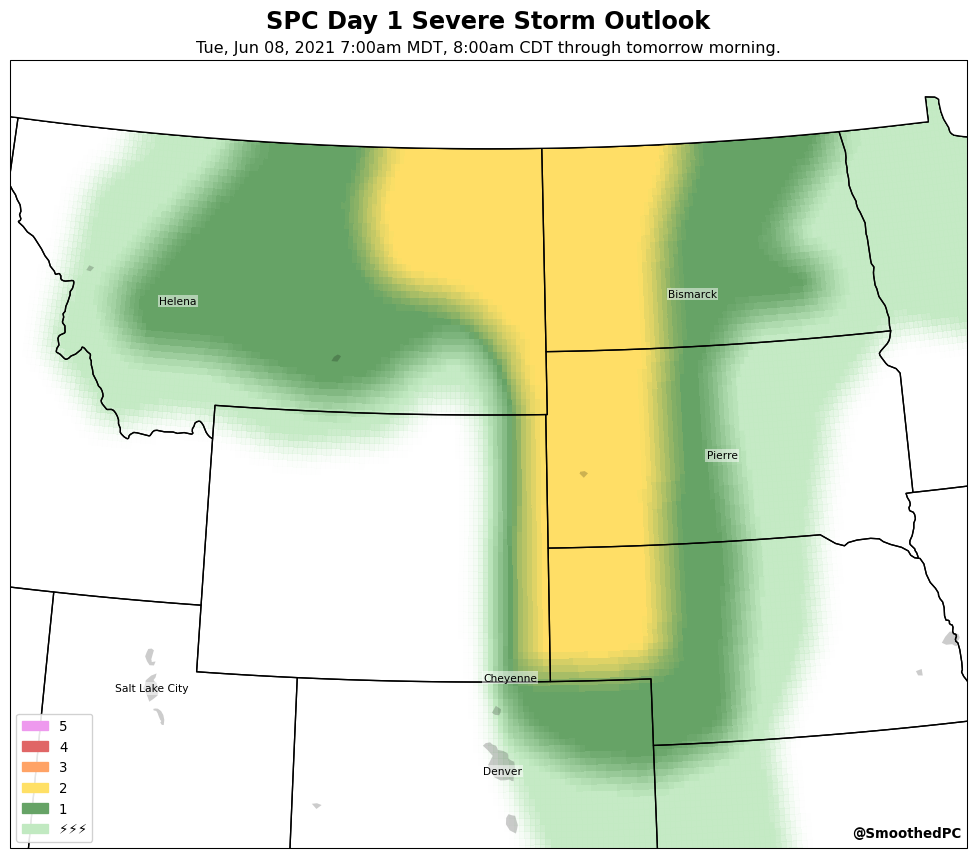 SPC Day 1 Severe Storm Outlook
Tue, Jun 08, 2021 7:00am MDT, 8:00am CDT through tomorrow morning.
Helena
Bismarck
Pierre
Cheyenne
Salt Lake City
Denver
5
4
3
2
1
⚡⚡⚡
@SmoothedPC